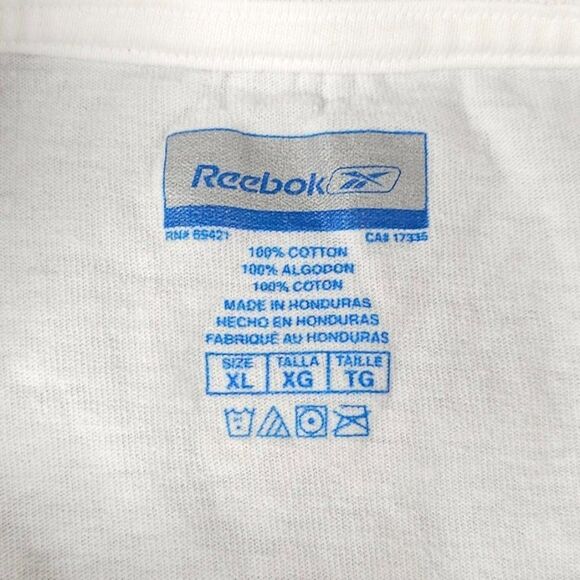 Reebok
RN# 69421 CA# 17335
100% COTTON
100% ALGODON
100% COTON
MADE IN HONDURAS
HECHO EN HONDURAS
FABRIQUÉ AU HONDURAS
SIZE TALLA TAILLE
XL XG TG